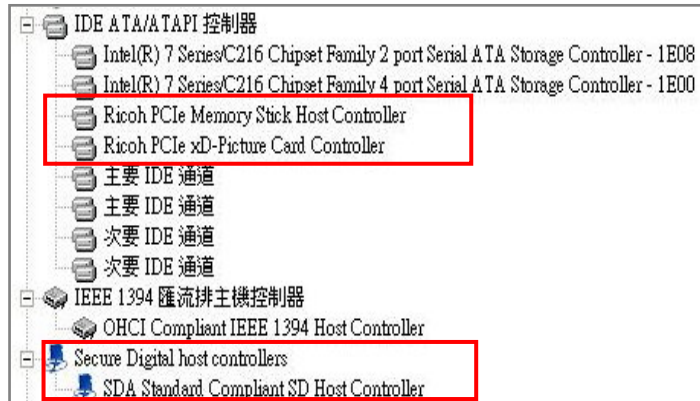 IDE ATA/ATAPI 控制器
Intel(R) 7 Series/C216 Chipset Family 2 port Serial ATA Storage Controller - 1E08
Intel(R) 7 Series/C216 Chipset Family 4 port Serial ATA Storage Controller - 1E00
Ricoh PCIe Memory Stick Host Controller
Ricoh PCIe xD-Picture Card Controller
主要 IDE 通道
主要 IDE 通道
次要 IDE 通道
次要 IDE 通道
IEEE 1394 匯流排主機控制器
OHCI Compliant IEEE 1394 Host Controller
Secure Digital host controllers
SDA Standard Compliant SD Host Controller